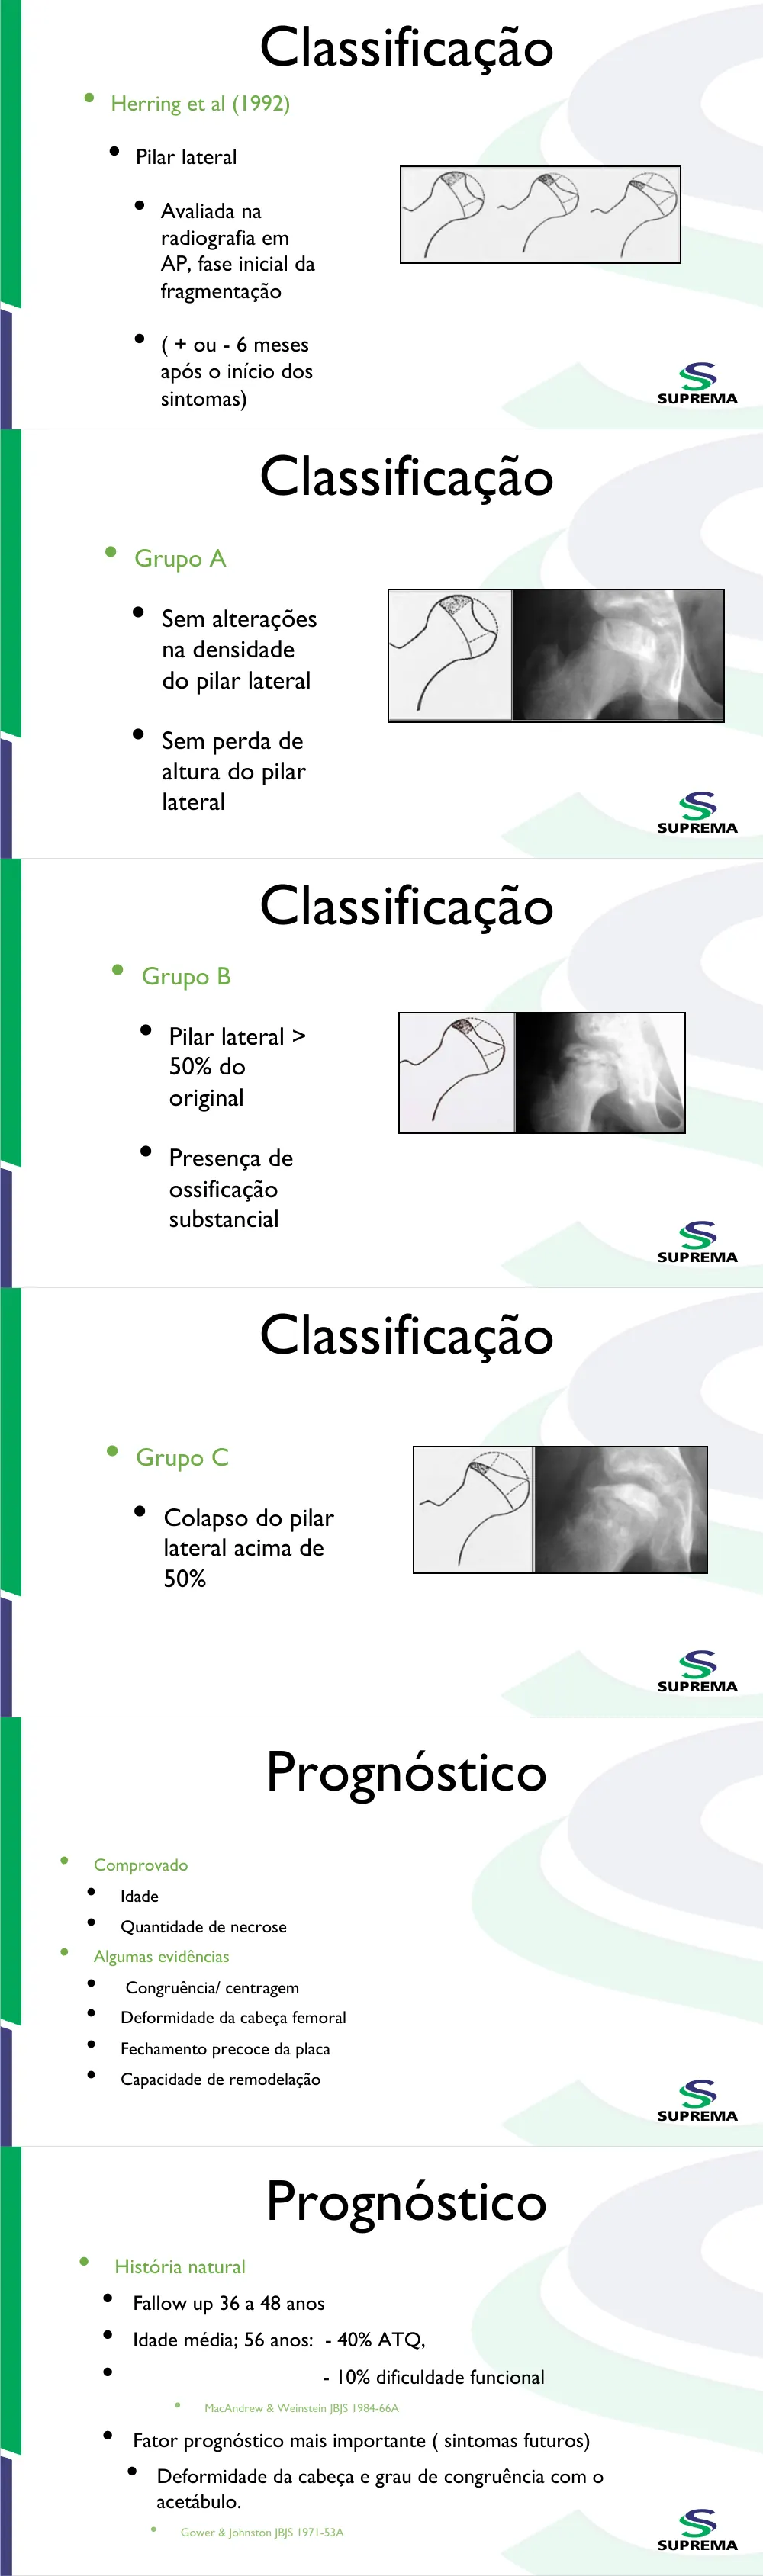 Classificação
Herring et al (1992)
Pilar lateral
Avaliada na
radiografia em
AP, fase inicial da
fragmentação
( + ou - 6 meses
após o início dos
sintomas)
SUPREMA
Classificação
Grupo A
Sem alterações
na densidade
do pilar lateral
Sem perda de
altura do pilar
lateral
SUPREMA
Classificação
Grupo B
Pilar lateral >
50% do
original
Presença de
ossificação
substancial
SUPREMA
Classificação
Grupo C
Colapso do pilar
lateral acima de
50%
SUPREMA
Prognóstico
Comprovado
Idade
Quantidade de necrose
Algumas evidências
Congruência/ centragem
Deformidade da cabeça femoral
Fechamento precoce da placa
Capacidade de remodelação
SUPREMA
Prognóstico
História natural
Fallow up 36 a 48 anos
Idade média; 56 anos: - 40% ATQ,
- 10% dificuldade funcional
MacAndrew & Weinstein JBJS 1984-66A
Fator prognóstico mais importante ( sintomas futuros)
Deformidade da cabeça e grau de congruência com o
acetábulo.
Gower & Johnston JBJS 1971-53A
SUPREMA